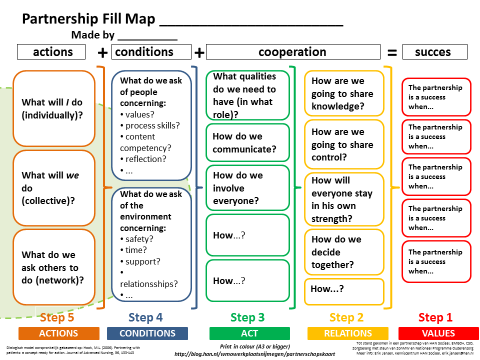 Partnership Fill Map ________________________
Made by __________
actions + conditions + cooperation = succes
What will I do
(individually)?
What will we
do
(collective)?
What do we
ask others to
do (network)?
What do we ask
of people
concerning:
• values?
• process skills?
• content
competency?
• reflection?
• ...
What do we ask
of the
environment
concerning:
• safety?
• time?
• support?
•
relationships?
• ...
What qualities
do we need to
have (in what
role)?
How do we
communicate?
How do we
involve
everyone?
How...?
How...?
How are we
going to share
knowledge?
How are we
going to share
control?
How will
everyone stay
in his own
strength?
How do we
decide
together?
How...?
The partnership
is a success
when...
The partnership
is a success
when...
The partnership
is a success
when...
The partnership
is a success
when...
The partnership
is a success
when...
Step 5
ACTIONS
Step 4
CONDITIONS
Step 3
ACT
Step 2
RELATIONS
Step 1
VALUES
Print in colour (A3 or bigger)
http://blog.han.nl/wmowerkplaatsnijmegen/partnerschapskaart